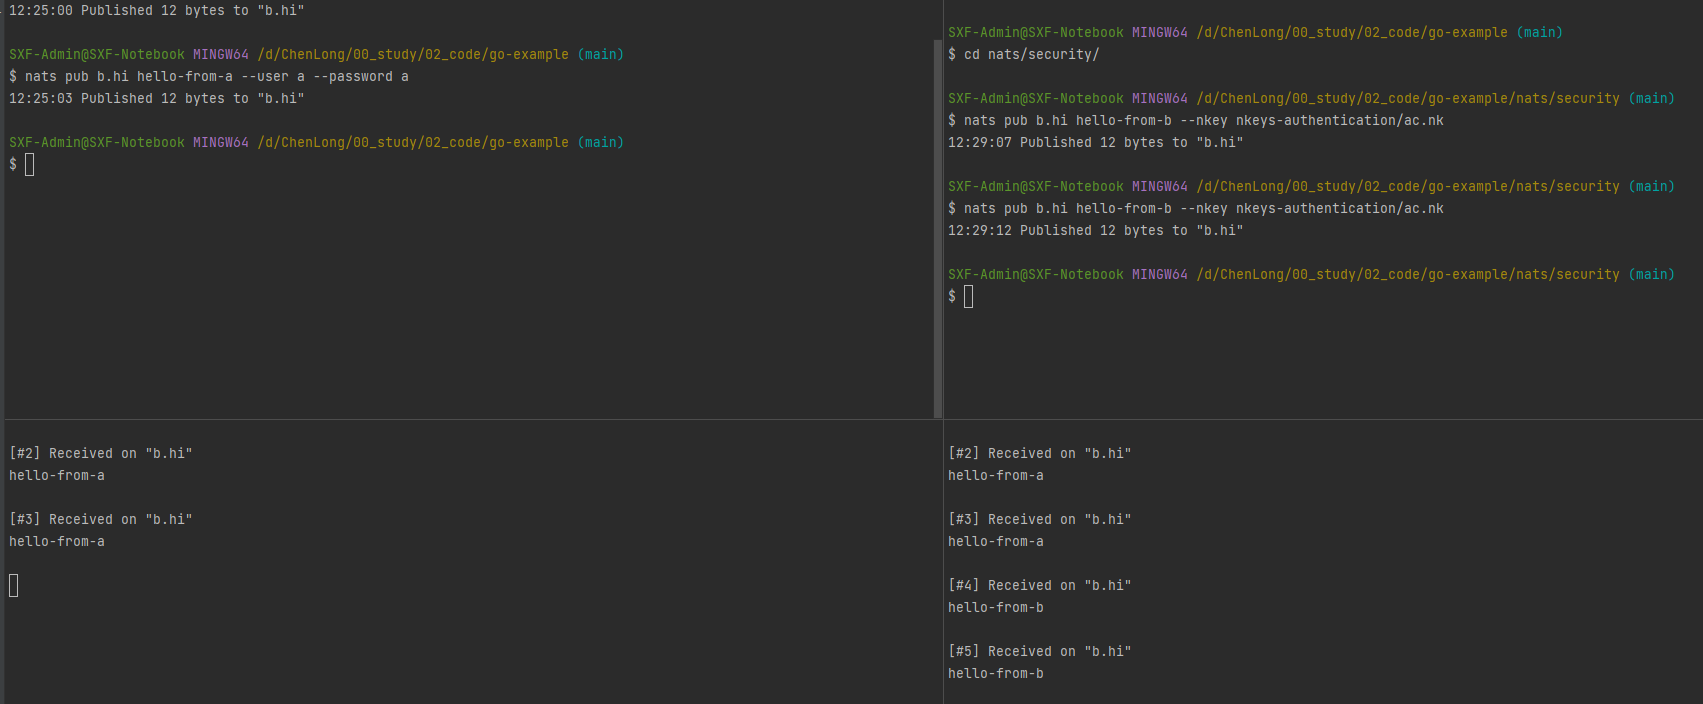 12:25:00 Published 12 bytes to "b.hi"
SXF-Admin@SXF-Notebook MINGW64 /d/ChenLong/00_study/02_code/go-example (main)
$ nats pub b.hi hello-from-a --user a --password a
12:25:03 Published 12 bytes to "b.hi"
SXF-Admin@SXF-Notebook MINGW64 /d/ChenLong/00_study/02_code/go-example (main)
$
SXF-Admin@SXF-Notebook MINGW64 /d/ChenLong/00_study/02_code/go-example (main)
$ cd nats/security/
SXF-Admin@SXF-Notebook MINGW64 /d/ChenLong/00_study/02_code/go-example/nats/security (main)
$ nats pub b.hi hello-from-b --nkey nkeys-authentication/ac.nk
12:29:07 Published 12 bytes to "b.hi"
SXF-Admin@SXF-Notebook MINGW64 /d/ChenLong/00_study/02_code/go-example/nats/security (main)
$ nats pub b.hi hello-from-b --nkey nkeys-authentication/ac.nk
12:29:12 Published 12 bytes to "b.hi"
SXF-Admin@SXF-Notebook MINGW64 /d/ChenLong/00_study/02_code/go-example/nats/security (main)
$
[#2] Received on "b.hi"
hello-from-a
[#3] Received on "b.hi"
hello-from-a
[#2] Received on "b.hi"
hello-from-a
[#3] Received on "b.hi"
hello-from-a
[#4] Received on "b.hi"
hello-from-b
[#5] Received on "b.hi"
hello-from-b